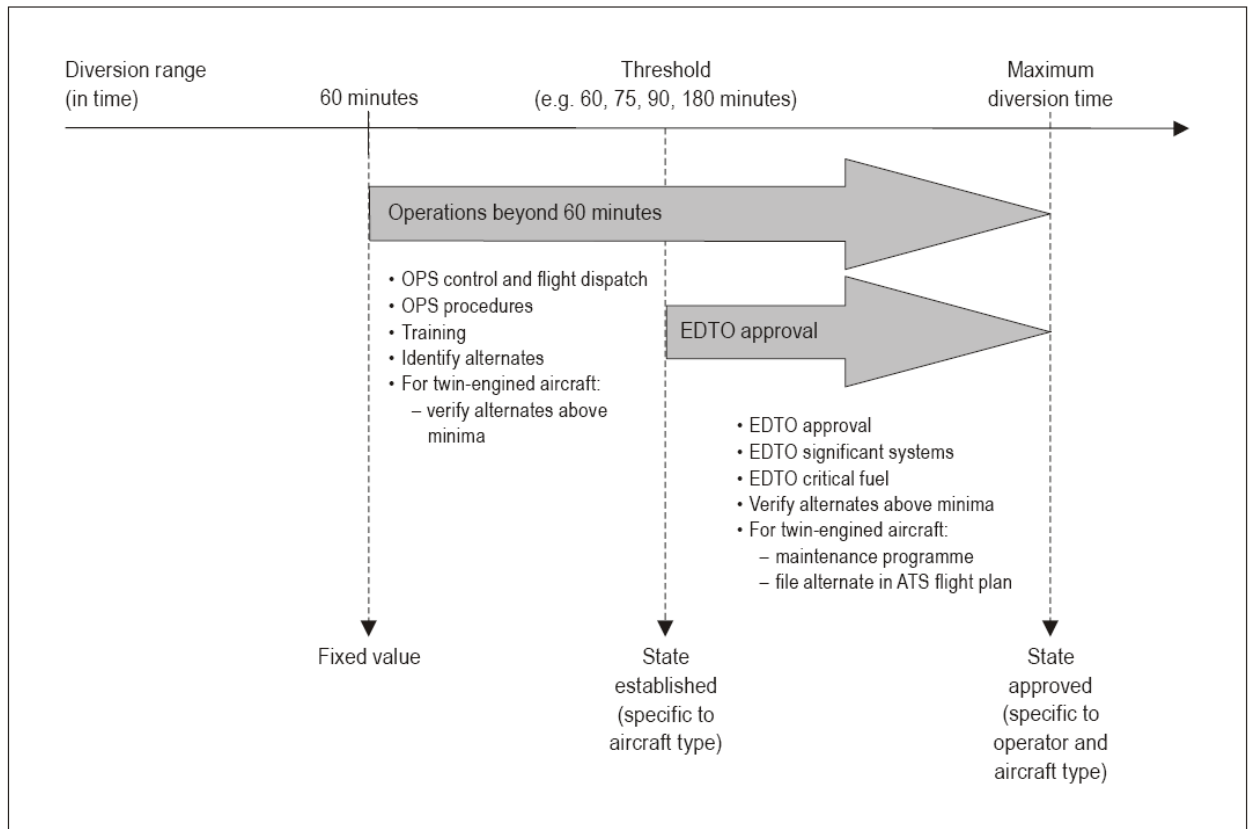 Diversion range
(in time)
60 minutes
Threshold
(e.g. 60, 75, 90, 180 minutes)
Maximum
diversion time
Operations beyond 60 minutes
• OPS control and flight dispatch
• OPS procedures
• Training
• Identify alternates
• For twin-engined aircraft:
– verify alternates above
minima
EDTO approval
• EDTO approval
• EDTO significant systems
• EDTO critical fuel
• Verify alternates above minima
• For twin-engined aircraft:
– maintenance programme
– file alternate in ATS flight plan
Fixed value
State
established
(specific to
aircraft type)
State
approved
(specific to
operator and
aircraft type)